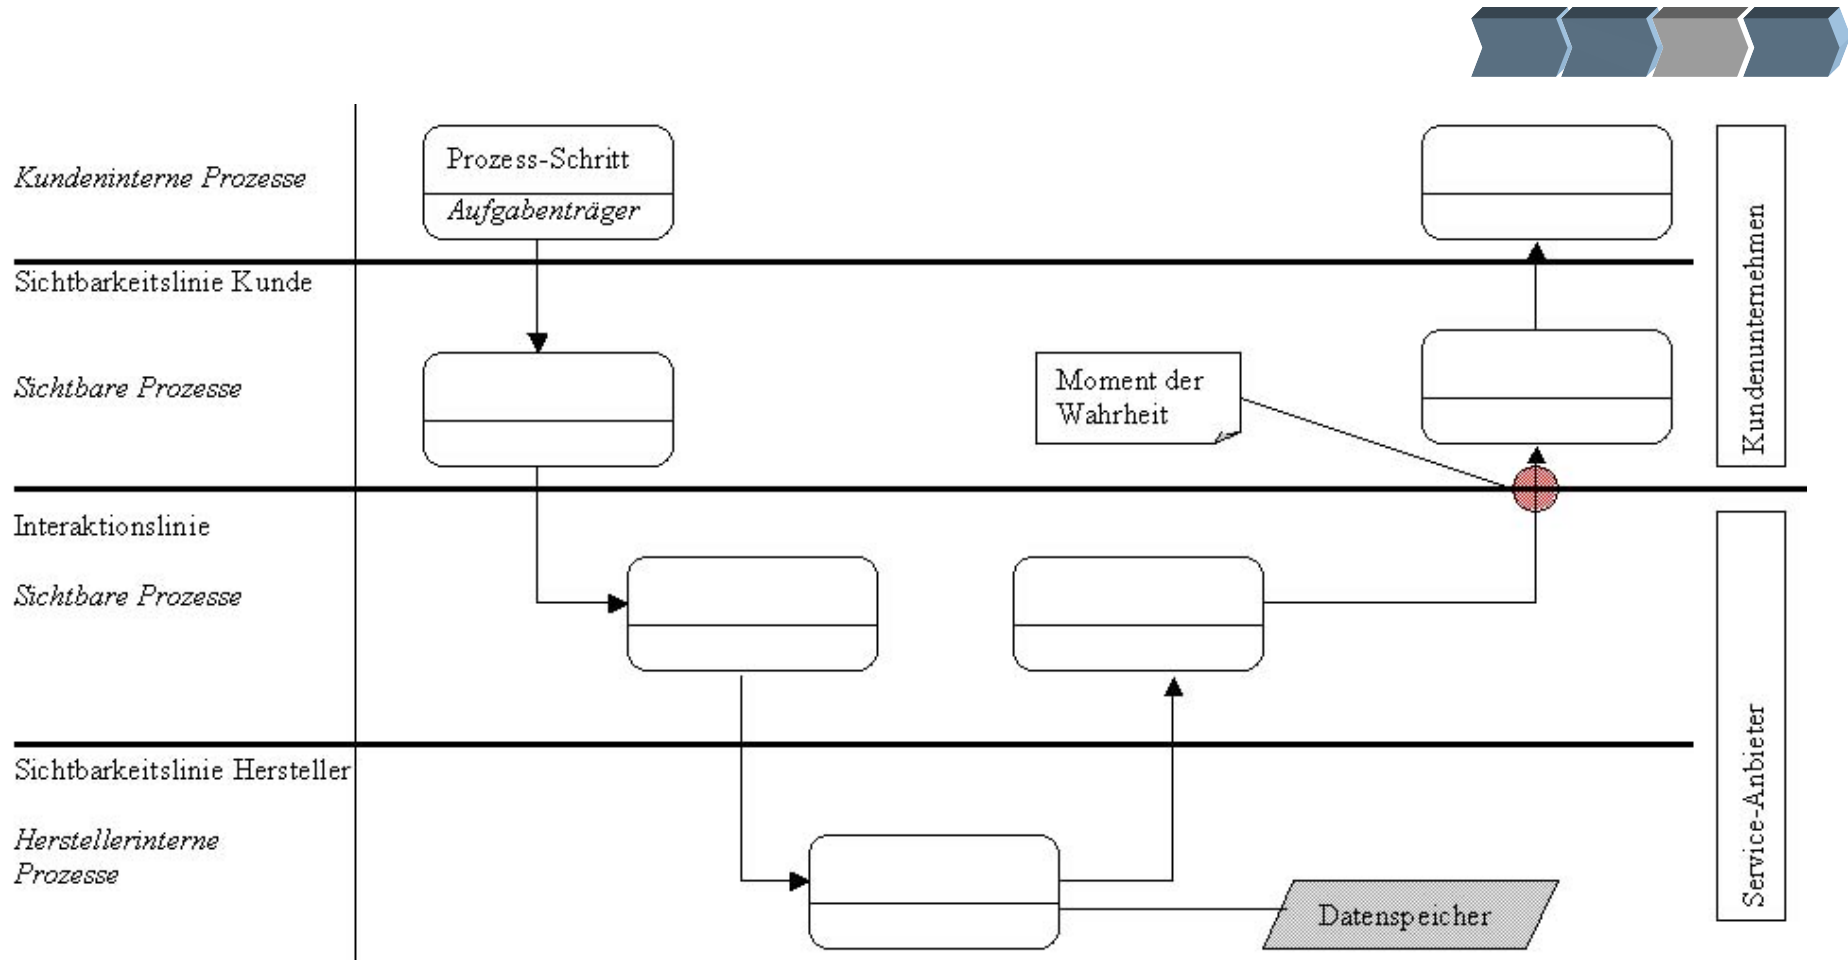 Kundeninterne Prozesse
Prozess-Schritt
Aufgabenträger
Sichtbarkeitslinie Kunde
Sichtbare Prozesse
Moment der
Wahrheit
Kundenunternehmen
Interaktionslinie
Sichtbare Prozesse
Sichtbarkeitslinie Hersteller
Herstellerinterne
Prozesse
Datenspeicher
Service-Anbieter